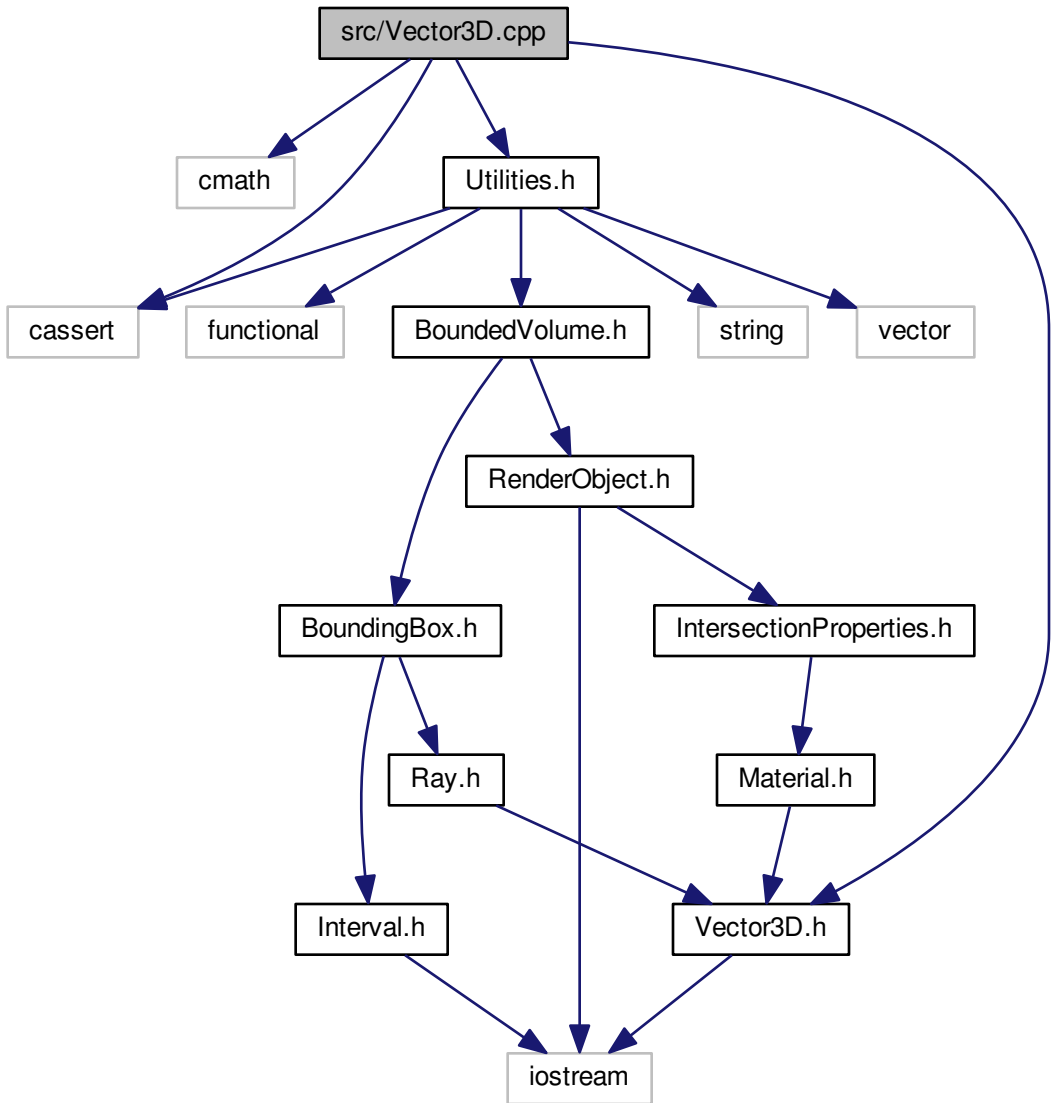 src/Vector3D.cpp
cmath
Utilities.h
cassert
functional
BoundedVolume.h
string
vector
RenderObject.h
BoundingBox.h
IntersectionProperties.h
Ray.h
Material.h
Interval.h
Vector3D.h
iostream